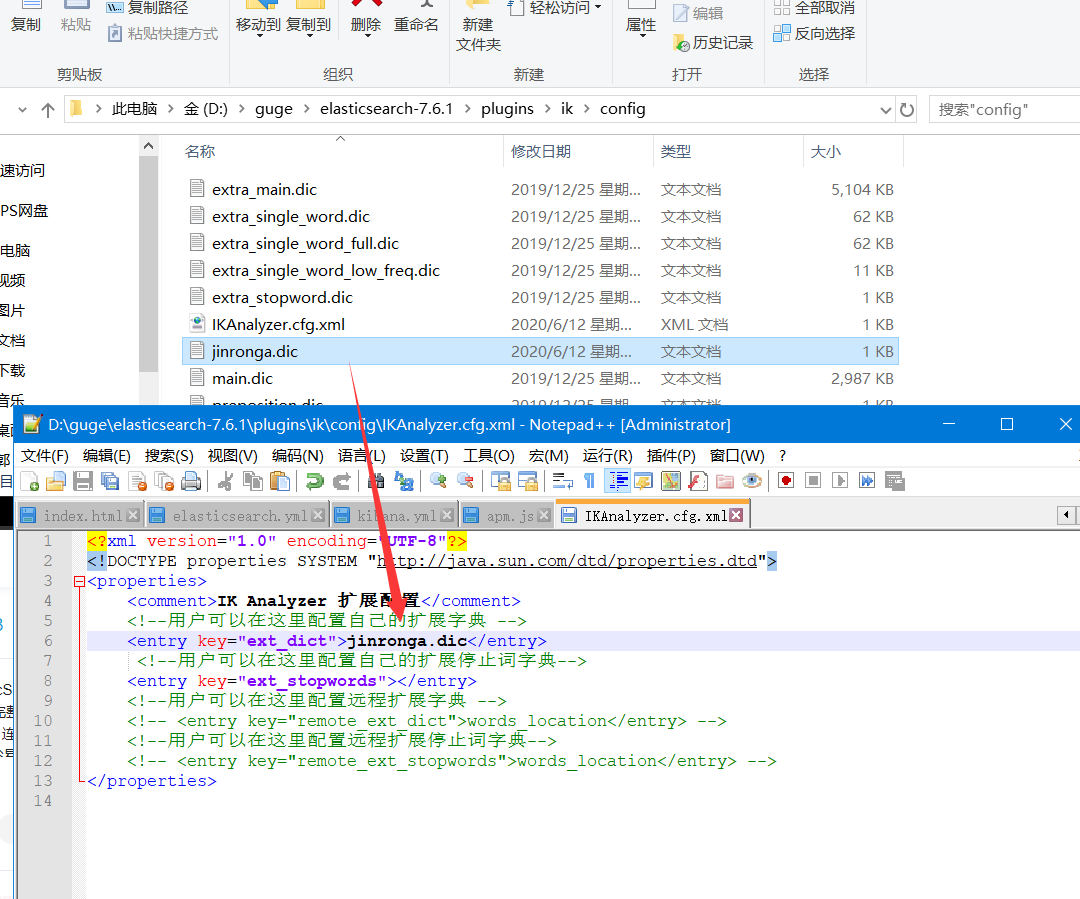 复制
粘贴
复制路径
粘贴快捷方式
剪贴板
移动到
复制到
删除
重命名
组织
新建
文件夹
轻松访问
新建
属性
编辑
历史记录
打开
全部取消
反向选择
选择
此电脑 > 金 (D:) > guge > elasticsearch-7.6.1 > plugins > ik > config
搜索"config"
速访问
PS网盘
电脑
视频
图片
文档
下载
音乐
名称 修改日期 类型 大小
extra_main.dic 2019/12/25 星期... 文本文档 5,104 KB
extra_single_word.dic 2019/12/25 星期... 文本文档 62 KB
extra_single_word_full.dic 2019/12/25 星期... 文本文档 62 KB
extra_single_word_low_freq.dic 2019/12/25 星期... 文本文档 11 KB
extra_stopword.dic 2019/12/25 星期... 文本文档 1 KB
IKAnalyzer.cfg.xml 2020/6/12 星期... XML 文档 1 KB
jinronga.dic 2020/6/12 星期... 文本文档 1 KB
main.dic 2019/12/25 星期... 文本文档 2,987 KB
preposition.dic 2019/12/25 星期... 文本文档 1 KB
D:\guge\elasticsearch-7.6.1\plugins\ik\config\IKAnalyzer.cfg.xml - Notepad++ [Administrator]
文件(F) 编辑(E) 搜索(S) 视图(V) 编码(N) 语言(L) 设置(T) 工具(O) 宏(M) 运行(R) 插件(P) 窗口(W) ?
index.html elasticsearch.yml kibana.yml apm.js IKAnalyzer.cfg.xml
1 <?xml version="1.0" encoding="UTF-8"?>
2 <!DOCTYPE properties SYSTEM "http://java.sun.com/dtd/properties.dtd">
3 <properties>
4 <comment>IK Analyzer 扩展配置</comment>
5 <!--用户可以在这里配置自己的扩展字典 -->
6 <entry key="ext_dict">jinronga.dic</entry>
7 <!--用户可以在这里配置自己的扩展停止词字典-->
8 <entry key="ext_stopwords"></entry>
9 <!--用户可以在这里配置远程扩展字典 -->
10 <!-- <entry key="remote_ext_dict">words_location</entry> -->
11 <!--用户可以在这里配置远程扩展停止词字典-->
12 <!-- <entry key="remote_ext_stopwords">words_location</entry> -->
13 </properties>
14